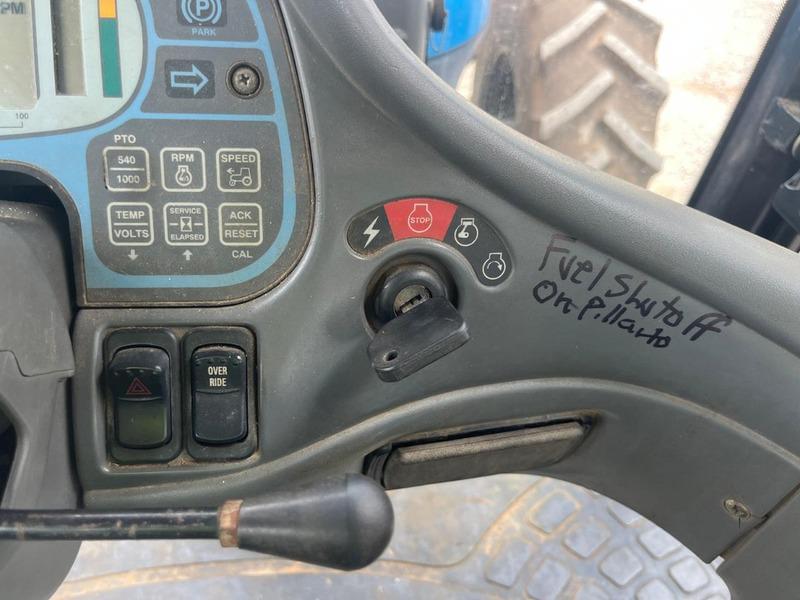 PM
100
PARK
PTO
540
1000
RPM
SPEED
TEMP
VOLTS
SERVICE
ELAPSED
ACK
RESET
CAL
STOP
OVER
RIDE
Fuel Shutoff
On Pillar to